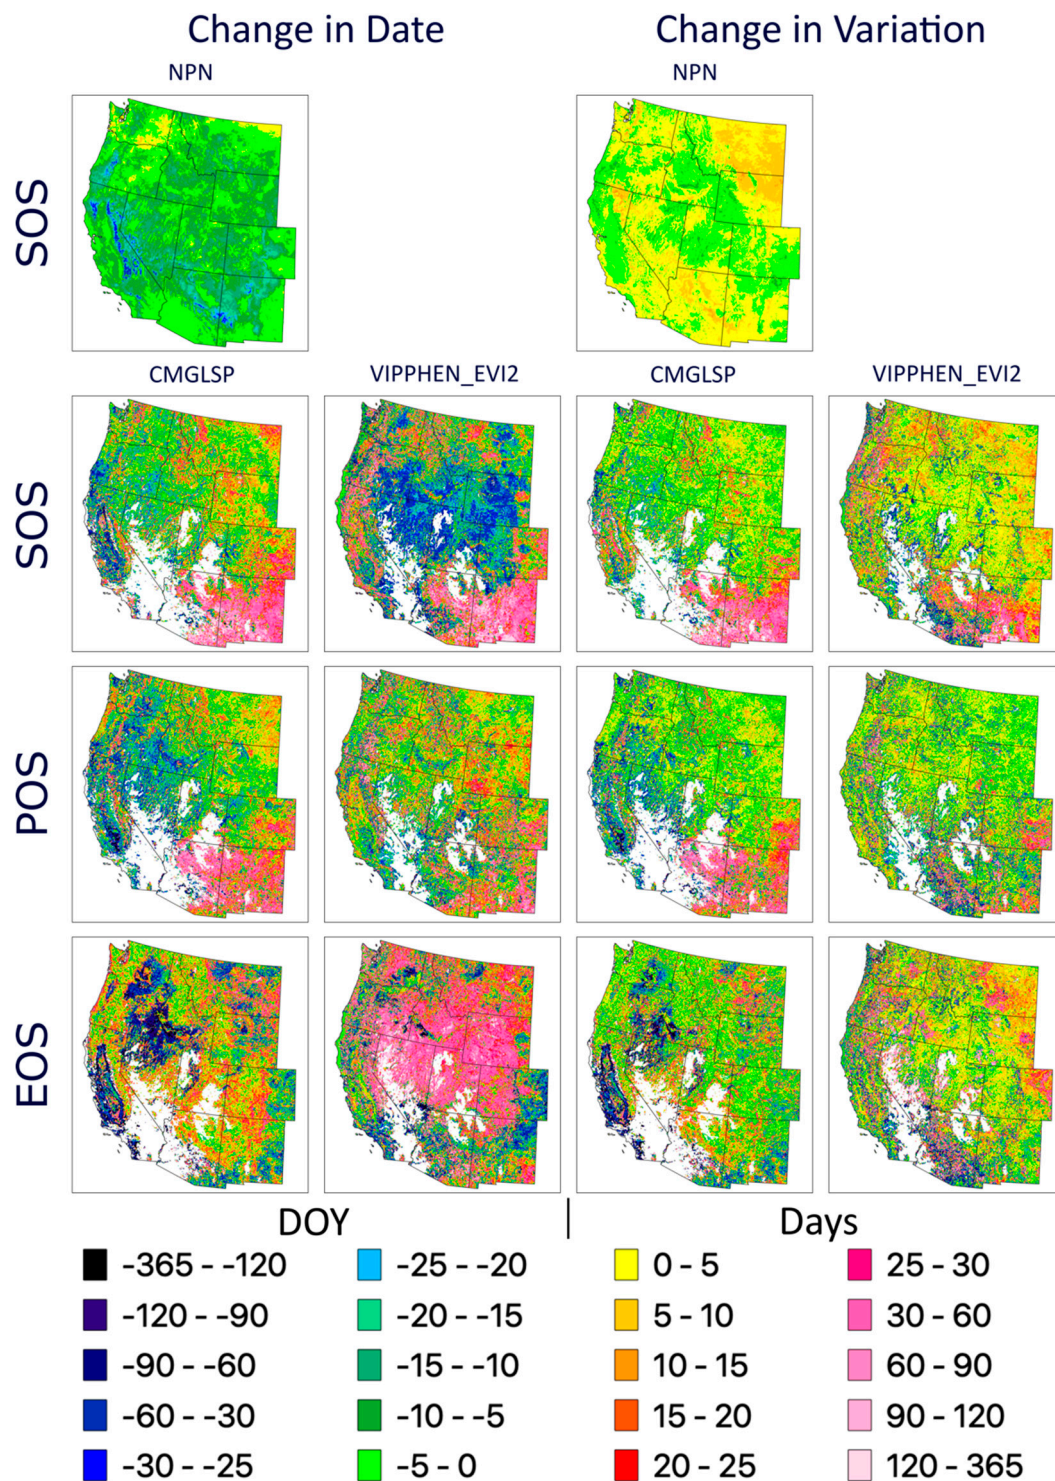 Change in Date Change in Variation
NPN NPN
SOS
CMGLSP VIPPHEN_EVI2 CMGLSP VIPPHEN_EVI2
SOS
POS
EOS
DOY | Days
-365 - -120 -25 - -20 0 - 5 25 - 30
-120 - -90 -20 - -15 5 - 10 30 - 60
-90 - -60 -15 - -10 10 - 15 60 - 90
-60 - -30 -10 - -5 15 - 20 90 - 120
-30 - -25 -5 - 0 20 - 25 120 - 365